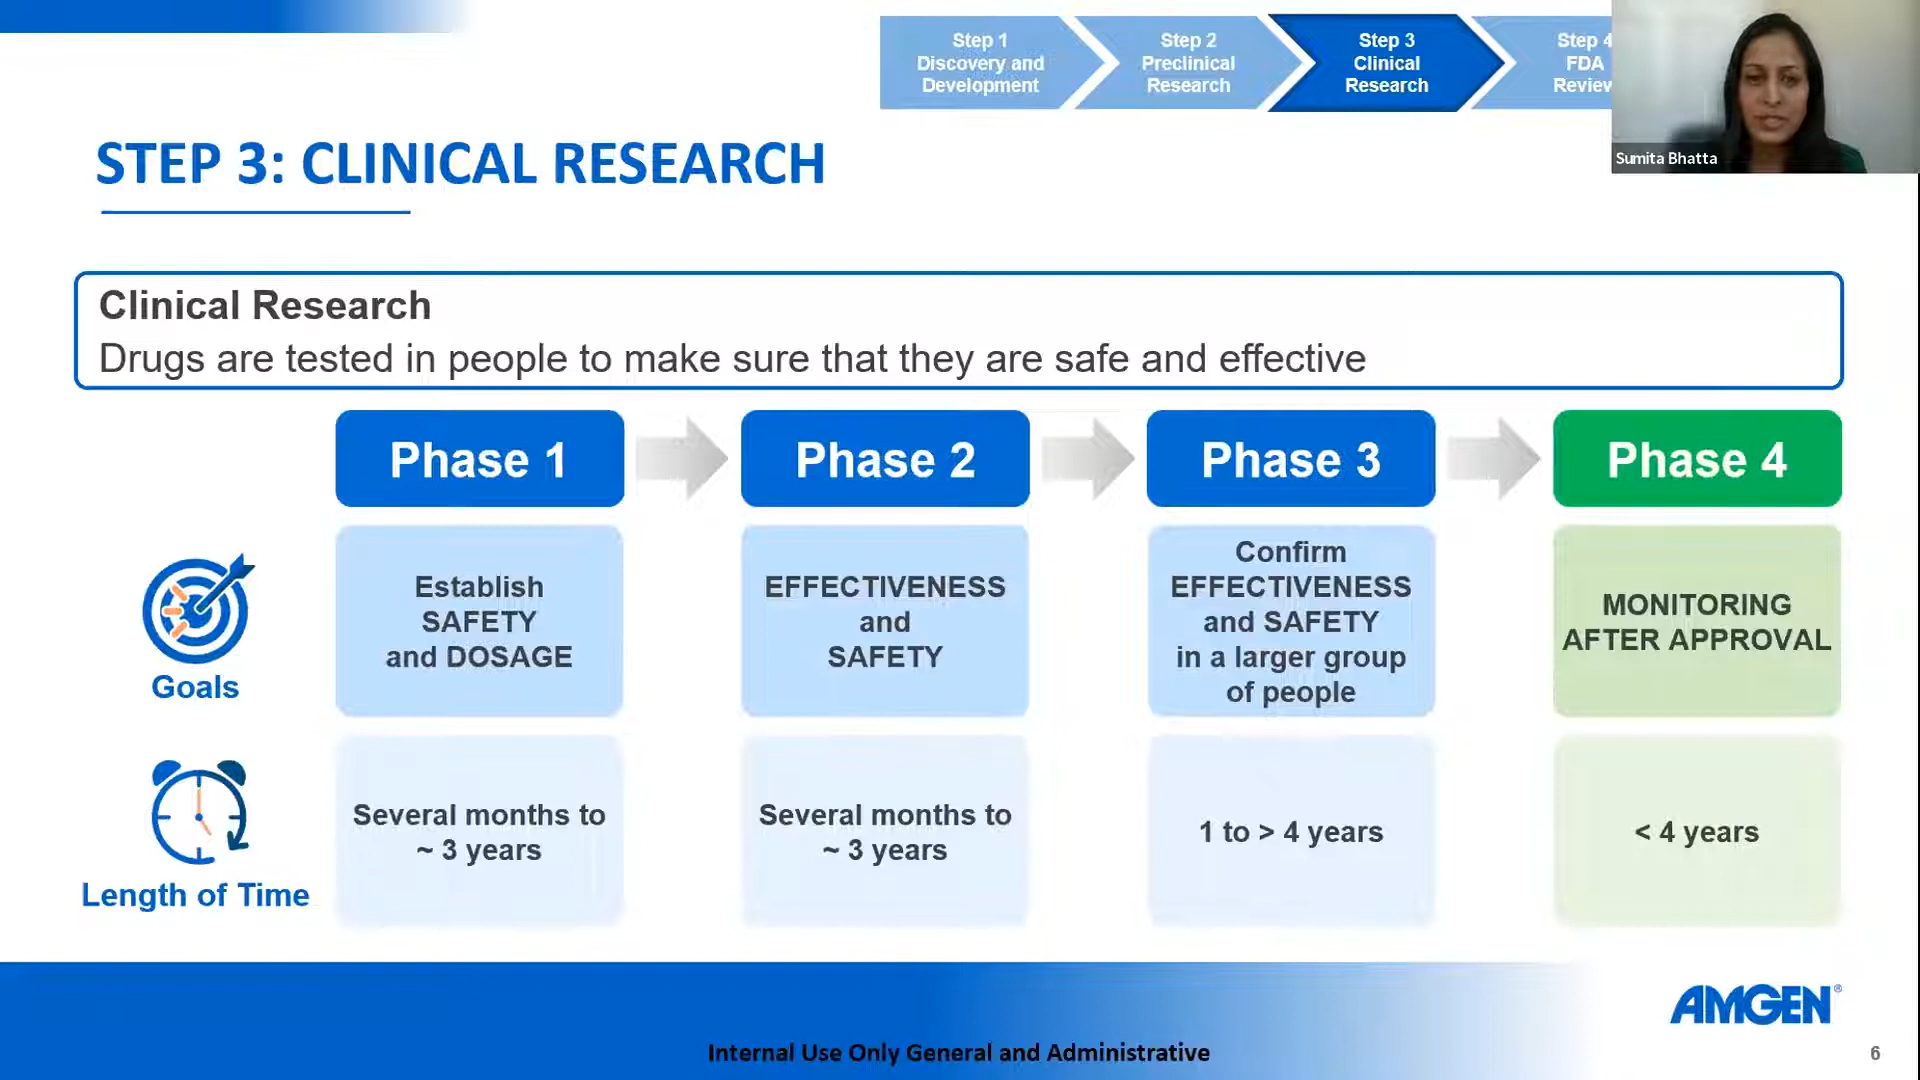 Step 1
Discovery and
Development
Step 2
Preclinical
Research
Step 3
Clinical
Research
Step 4
FDA
Review
Sumita Bhatta
STEP 3: CLINICAL RESEARCH
Clinical Research
Drugs are tested in people to make sure that they are safe and effective
Phase 1
Phase 2
Phase 3
Phase 4
Goals
Establish
SAFETY
and DOSAGE
EFFECTIVENESS
and
SAFETY
Confirm
EFFECTIVENESS
and SAFETY
in a larger group
of people
MONITORING
AFTER APPROVAL
Length of Time
Several months to
~ 3 years
Several months to
~ 3 years
1 to > 4 years
< 4 years
AMGEN®
Internal Use Only General and Administrative
6